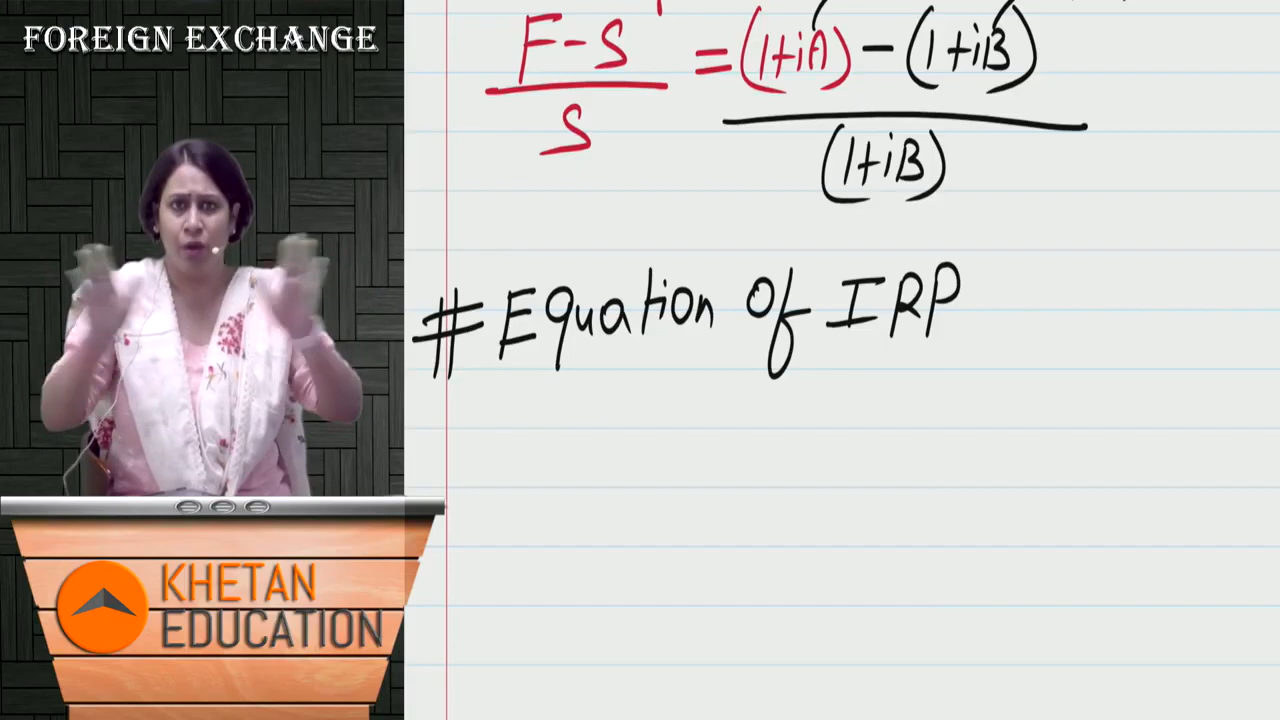 FOREIGN EXCHANGE
F-S
S
= (1+iA) - (1+iB)
(1+iB)
# Equation Of IRP
KHETAN
EDUCATION